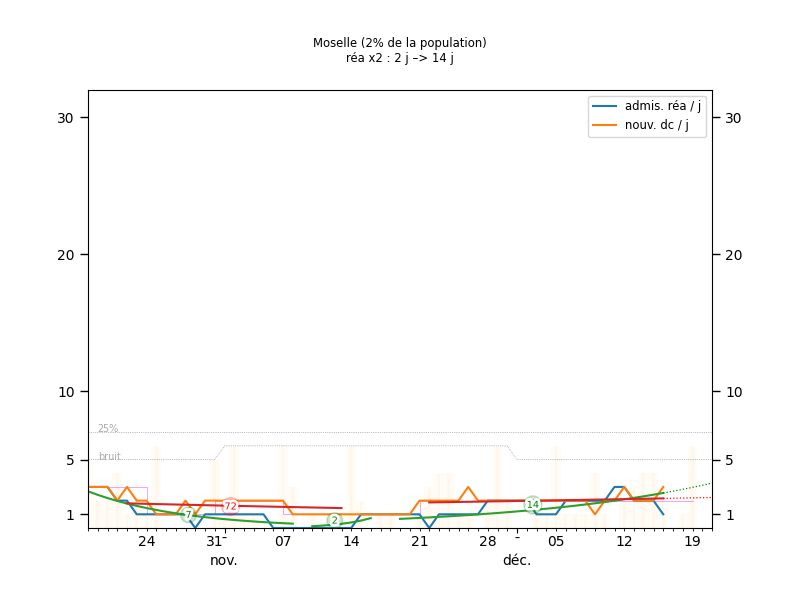 Moselle (2% de la population)
réa x2 : 2 j –> 14 j
admis. réa / j
nouv. dc / j
30 30
20 20
10 10
25%
5 bruit 5
7 72 2 14
1 1
24 31 07 14 21 28 05 12 19
nov. déc.